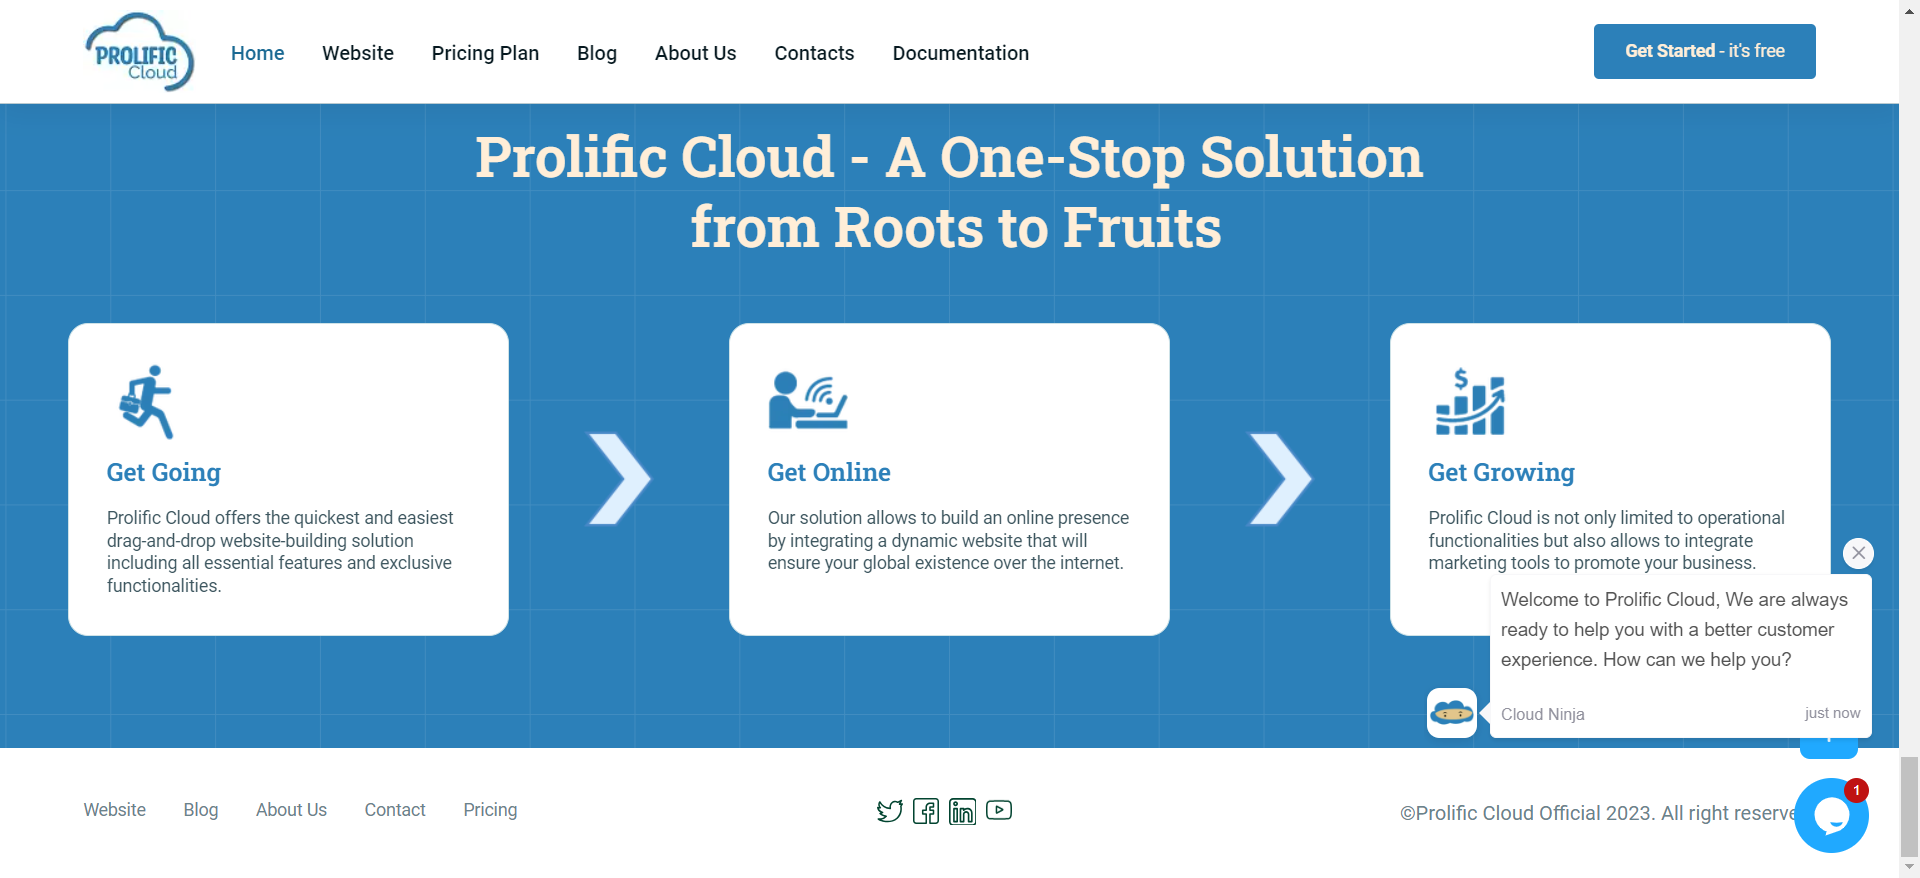 PROLIFIC
Cloud
Home Website Pricing Plan Blog About Us Contacts Documentation
Get Started - it's free
Prolific Cloud - A One-Stop Solution
from Roots to Fruits
Get Going
Prolific Cloud offers the quickest and easiest
drag-and-drop website-building solution
including all essential features and exclusive
functionalities.
Get Online
Our solution allows to build an online presence
by integrating a dynamic website that will
ensure your global existence over the internet.
$
Get Growing
Prolific Cloud is not only limited to operational
functionalities but also allows to integrate
marketing tools to promote your business.
Welcome to Prolific Cloud, We are always
ready to help you with a better customer
experience. How can we help you?
Cloud Ninja just now
Website Blog About Us Contact Pricing
in
©Prolific Cloud Official 2023. All right reserve
1